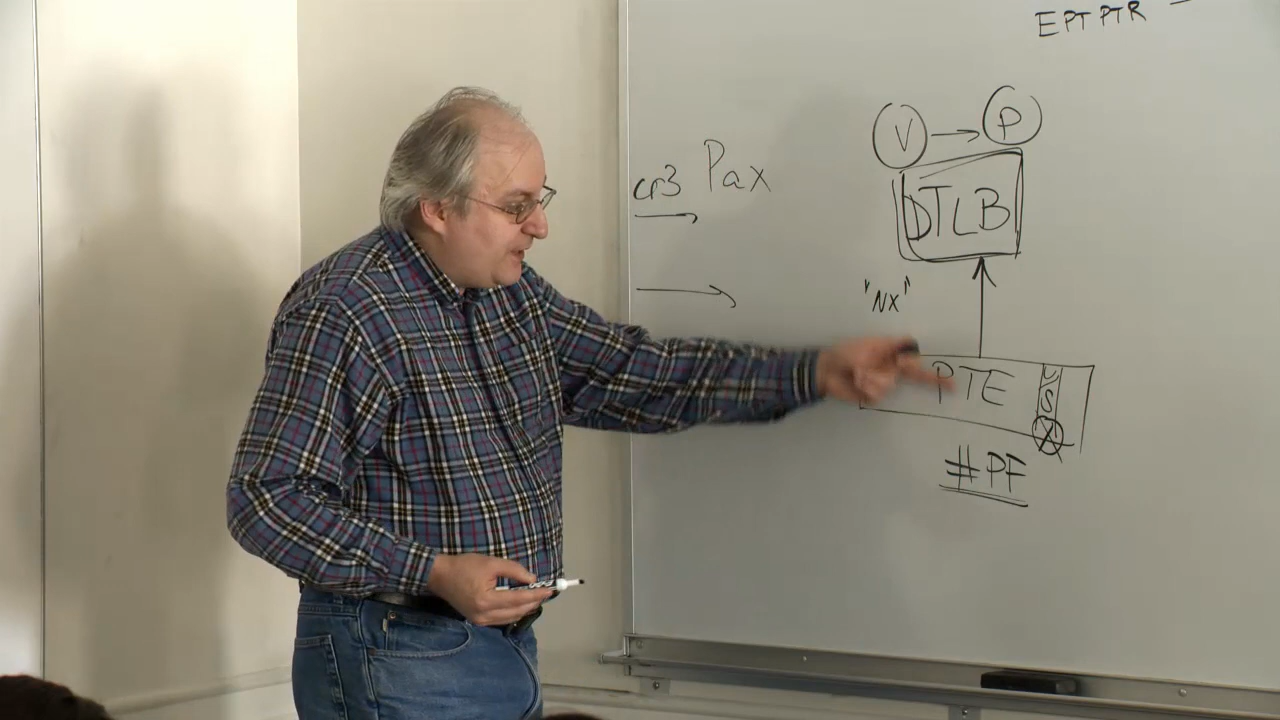 EPT PTR –
V → P
cr3 Pax
DTLB
"NX"
PTE U/S
#PF